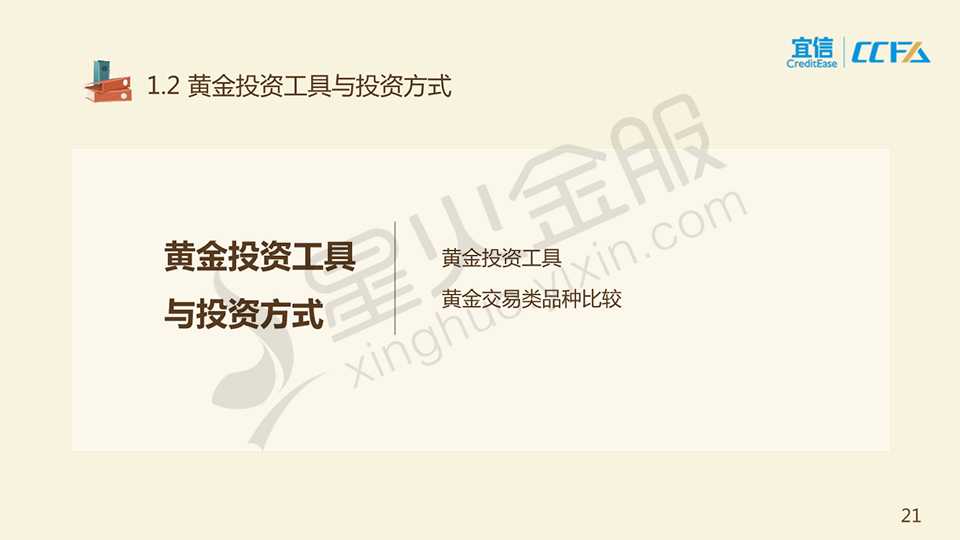 宜信
CreditEase
CCFA
1.2 黄金投资工具与投资方式
黄金投资工具
与投资方式
黄金投资工具
黄金交易类品种比较
星火金服
xinghuo.yixin.com
21